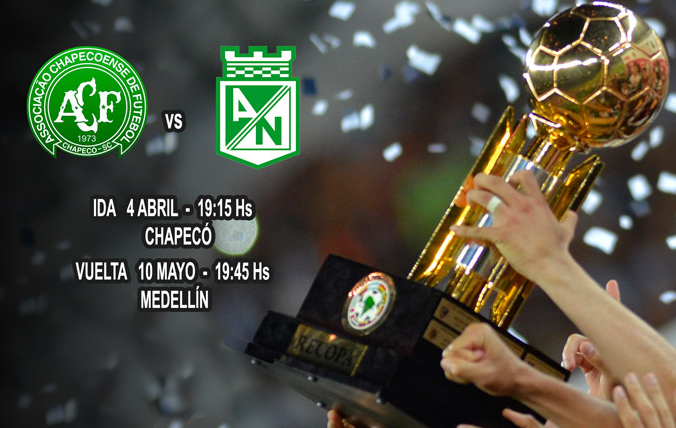 ASSOCIAÇÃO CHAPECOENSE DE FUTEBOL
ACF
1973
CHAPECÓ-SC
vs
AN
IDA 4 ABRIL - 19:15 Hs
CHAPECÓ
VUELTA 10 MAYO - 19:45 Hs
MEDELLÍN
RECOPA